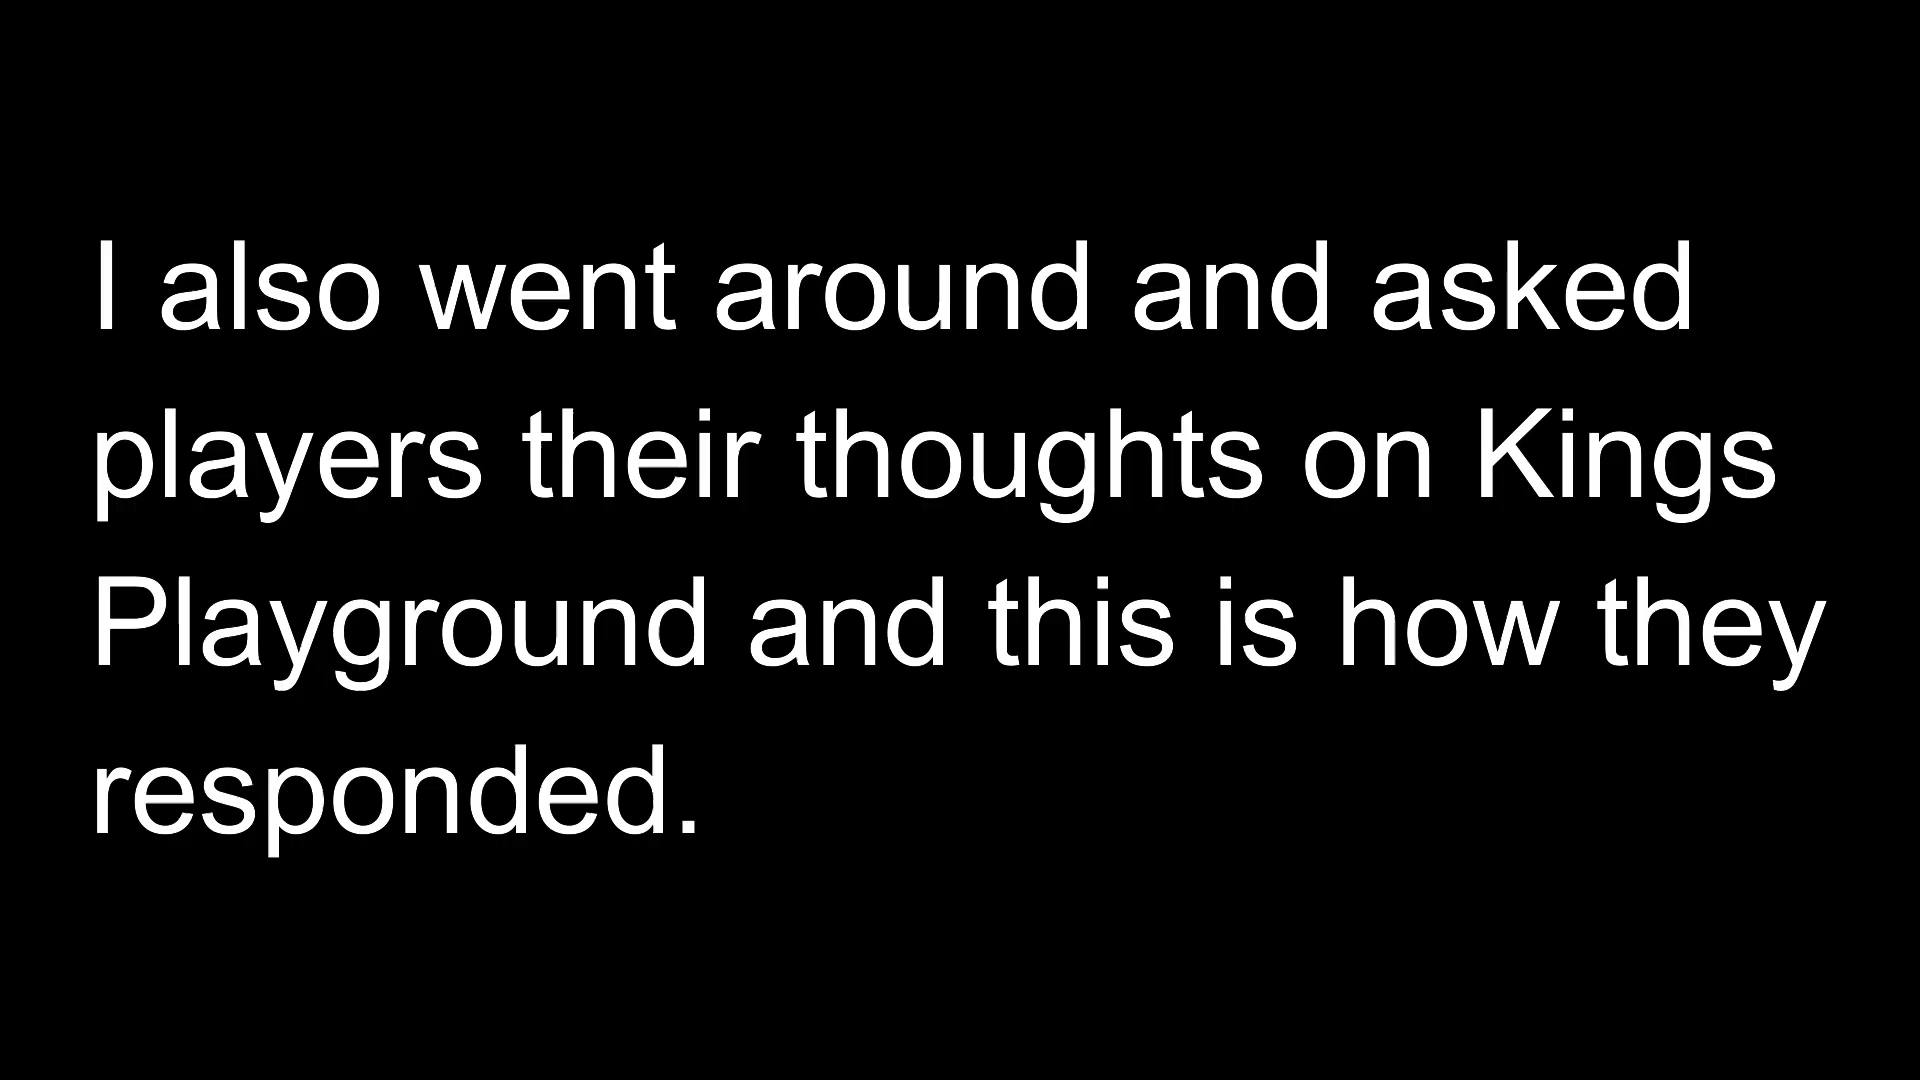 I also went around and asked
players their thoughts on Kings
Playground and this is how they
responded.